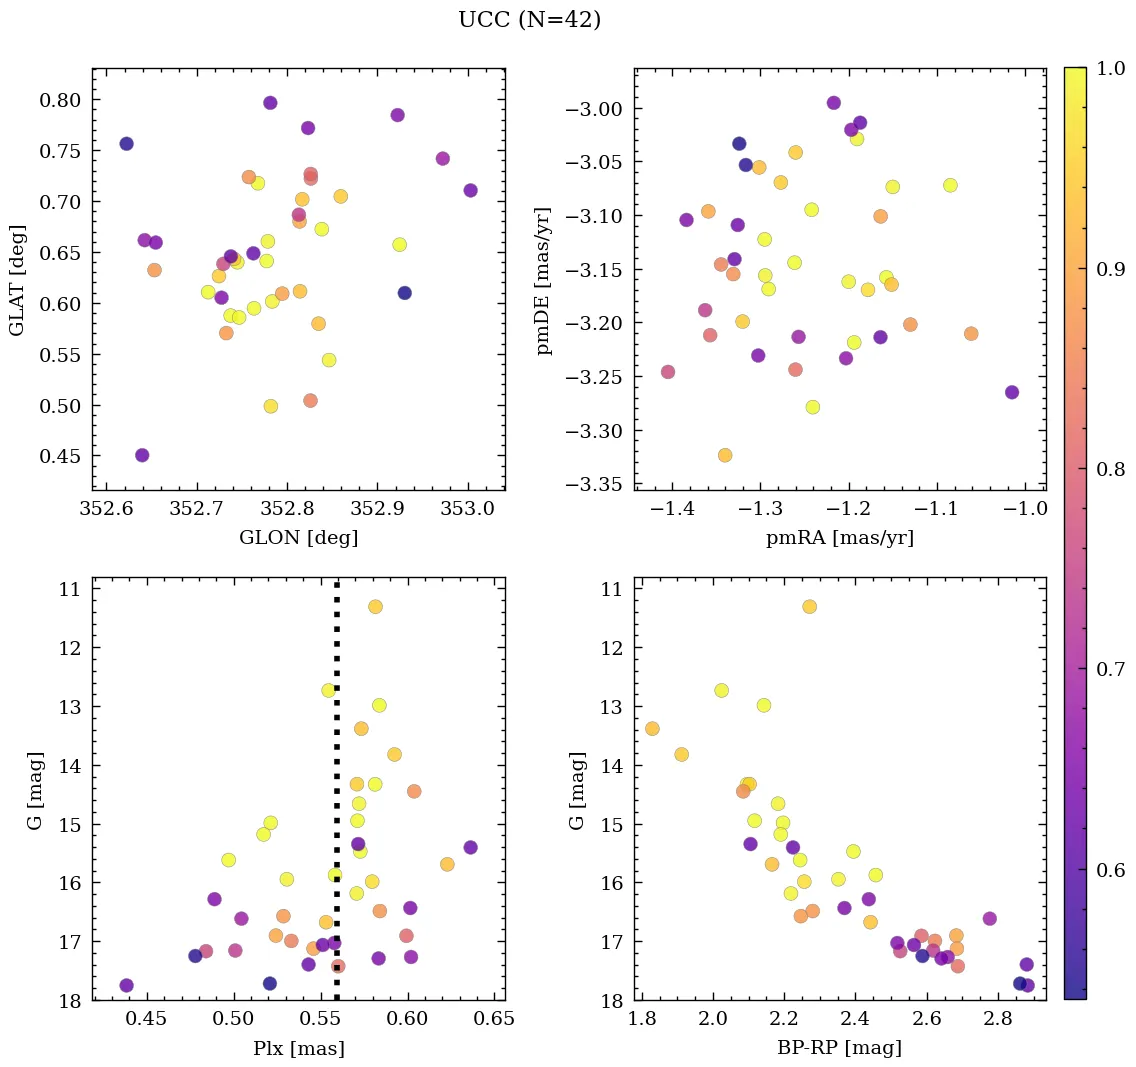 UCC (N=42)
0.80
0.75
0.70
0.65
0.60
0.55
0.50
0.45
GLAT [deg]
352.6 352.7 352.8 352.9 353.0
GLON [deg]
−3.00
−3.05
−3.10
−3.15
−3.20
−3.25
−3.30
−3.35
pmDE [mas/yr]
−1.4 −1.3 −1.2 −1.1 −1.0
pmRA [mas/yr]
1.0
0.9
0.8
0.7
0.6
11
12
13
14
15
16
17
18
G [mag]
0.45 0.50 0.55 0.60 0.65
Plx [mas]
11
12
13
14
15
16
17
18
G [mag]
1.8 2.0 2.2 2.4 2.6 2.8
BP-RP [mag]